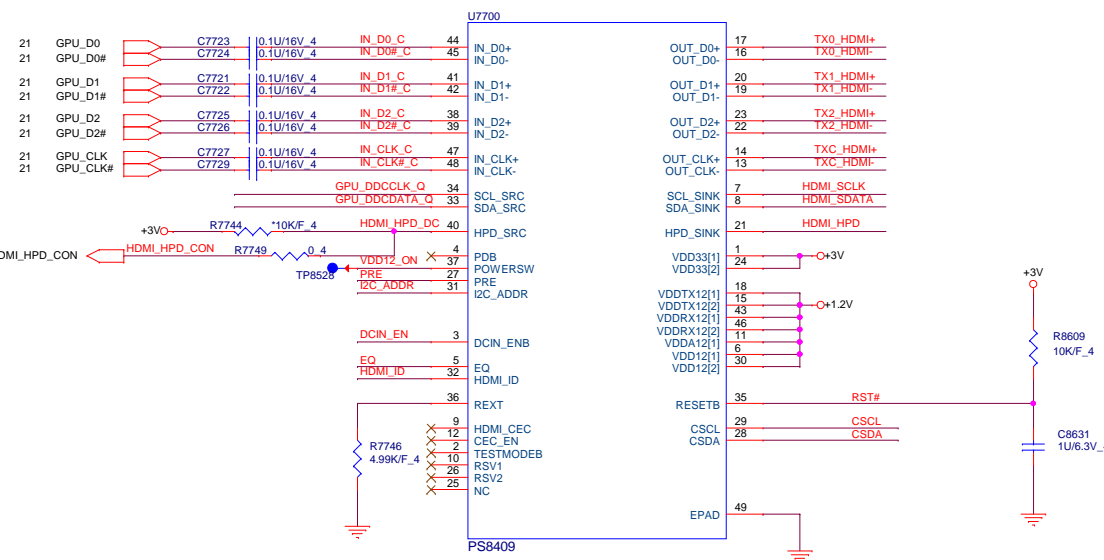 U7700
21 GPU_D0 C7723 0.1U/16V_4 IN_D0_C 44 IN_D0+ OUT_D0+ 17 TX0_HDMI+
21 GPU_D0# C7724 0.1U/16V_4 IN_D0#_C 45 IN_D0- OUT_D0- 16 TX0_HDMI-
21 GPU_D1 C7721 0.1U/16V_4 IN_D1_C 41 IN_D1+ OUT_D1+ 20 TX1_HDMI+
21 GPU_D1# C7722 0.1U/16V_4 IN_D1#_C 42 IN_D1- OUT_D1- 19 TX1_HDMI-
21 GPU_D2 C7725 0.1U/16V_4 IN_D2_C 38 IN_D2+ OUT_D2+ 23 TX2_HDMI+
21 GPU_D2# C7726 0.1U/16V_4 IN_D2#_C 39 IN_D2- OUT_D2- 22 TX2_HDMI-
21 GPU_CLK C7727 0.1U/16V_4 IN_CLK_C 47 IN_CLK+ OUT_CLK+ 14 TXC_HDMI+
21 GPU_CLK# C7729 0.1U/16V_4 IN_CLK#_C 48 IN_CLK- OUT_CLK- 13 TXC_HDMI-
GPU_DDCCLK_Q 34 SCL_SRC SCL_SINK 7 HDMI_SCLK
GPU_DDCDATA_Q 33 SDA_SRC SDA_SINK 8 HDMI_SDATA
+3V R7744 *10K/F_4 HDMI_HPD_DC 40 HPD_SRC HPD_SINK 21 HDMI_HPD
DMI_HPD_CON HDMI_HPD_CON R7749 0_4 4 PDB VDD33[1] 1 +3V
TP8528 VDD12_ON 37 POWERSW VDD33[2] 24
PRE 27 PRE
I2C_ADDR 31 I2C_ADDR VDDTX12[1] 18
VDDTX12[2] 15 +1.2V
VDDRX12[1] 43
VDDRX12[2] 46
DCIN_EN 3 DCIN_ENB VDDA12[1] 11
VDD12[1] 6
EQ 5 EQ VDD12[2] 30
HDMI_ID 32 HDMI_ID
+3V
R8609
10K/F_4
36 REXT RESETB 35 RST#
R7746
4.99K/F_4
9 HDMI_CEC CSCL 29 CSCL
12 CEC_EN CSDA 28 CSDA
2 TESTMODEB
10 RSV1
26 RSV2
25 NC
C8631
1U/6.3V_
EPAD 49
PS8409